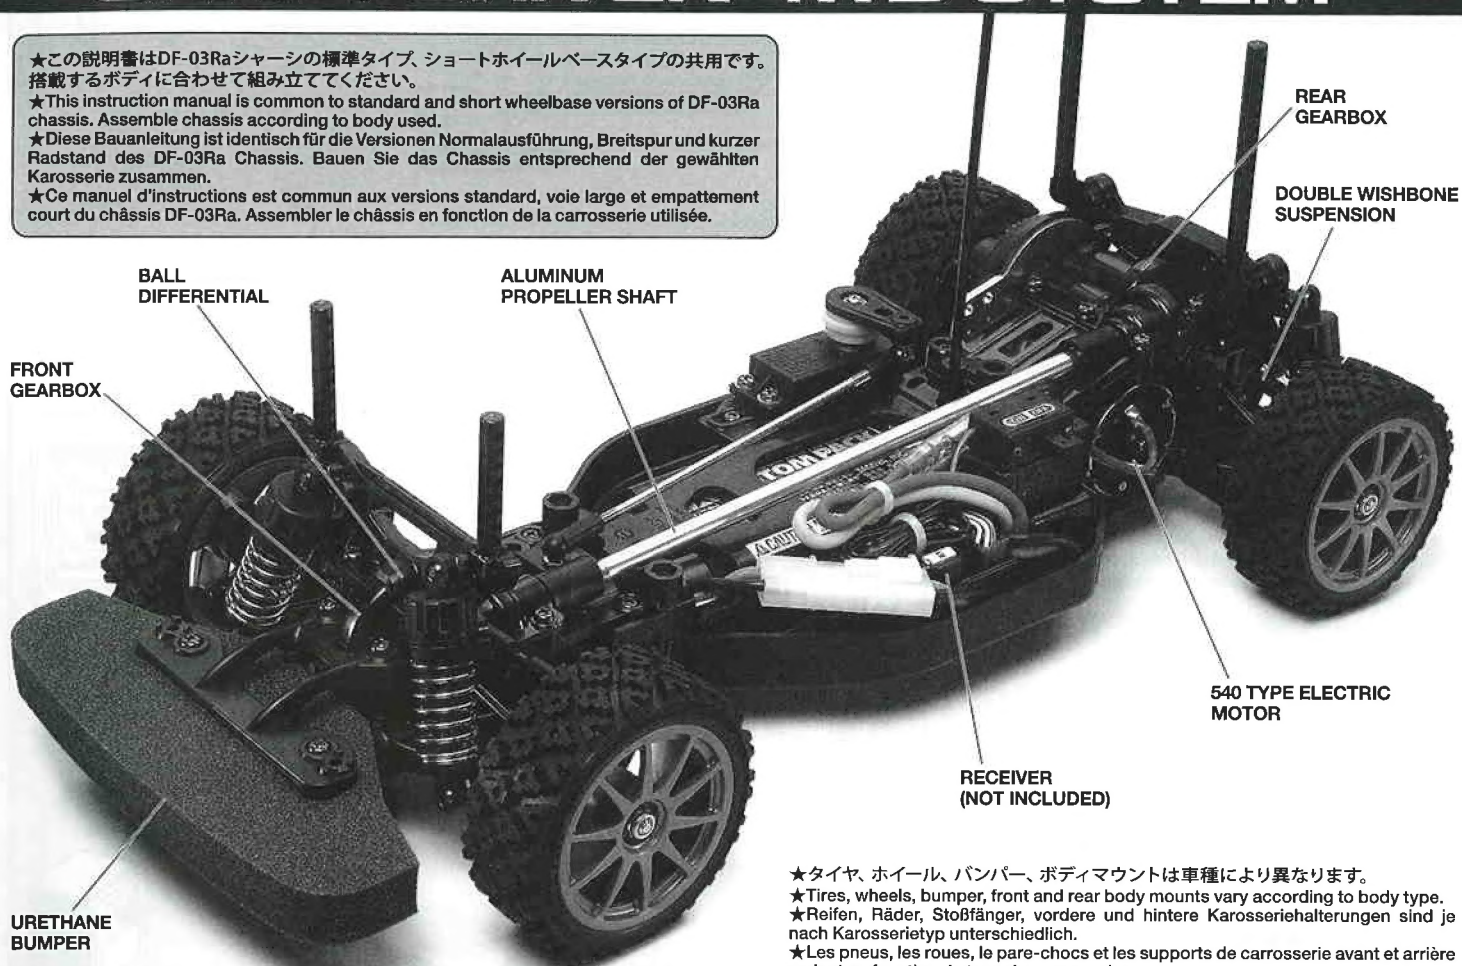 ★この説明書はDF-03Raシャーシの標準タイプ、ショートホイールベースタイプの共用です。
搭載するボディに合わせて組み立ててください。
★This instruction manual is common to standard and short wheelbase versions of DF-03Ra
chassis. Assemble chassis according to body used.
★Diese Bauanleitung ist identisch für die Versionen Normalausführung, Breitspur und kurzer
Radstand des DF-03Ra Chassis. Bauen Sie das Chassis entsprechend der gewählten
Karosserie zusammen.
★Ce manuel d'instructions est commun aux versions standard, voie large et empattement
court du châssis DF-03Ra. Assembler le châssis en fonction de la carrosserie utilisée.
REAR
GEARBOX
DOUBLE WISHBONE
SUSPENSION
BALL
DIFFERENTIAL
ALUMINUM
PROPELLER SHAFT
FRONT
GEARBOX
540 TYPE ELECTRIC
MOTOR
RECEIVER
(NOT INCLUDED)
URETHANE
BUMPER
★タイヤ、ホイール、バンパー、ボディマウントは車種により異なります。
★Tires, wheels, bumper, front and rear body mounts vary according to body type.
★Reifen, Räder, Stoßfänger, vordere und hintere Karosseriehalterungen sind je
nach Karosserietyp unterschiedlich.
★Les pneus, les roues, le pare-chocs et les supports de carrosserie avant et arrière